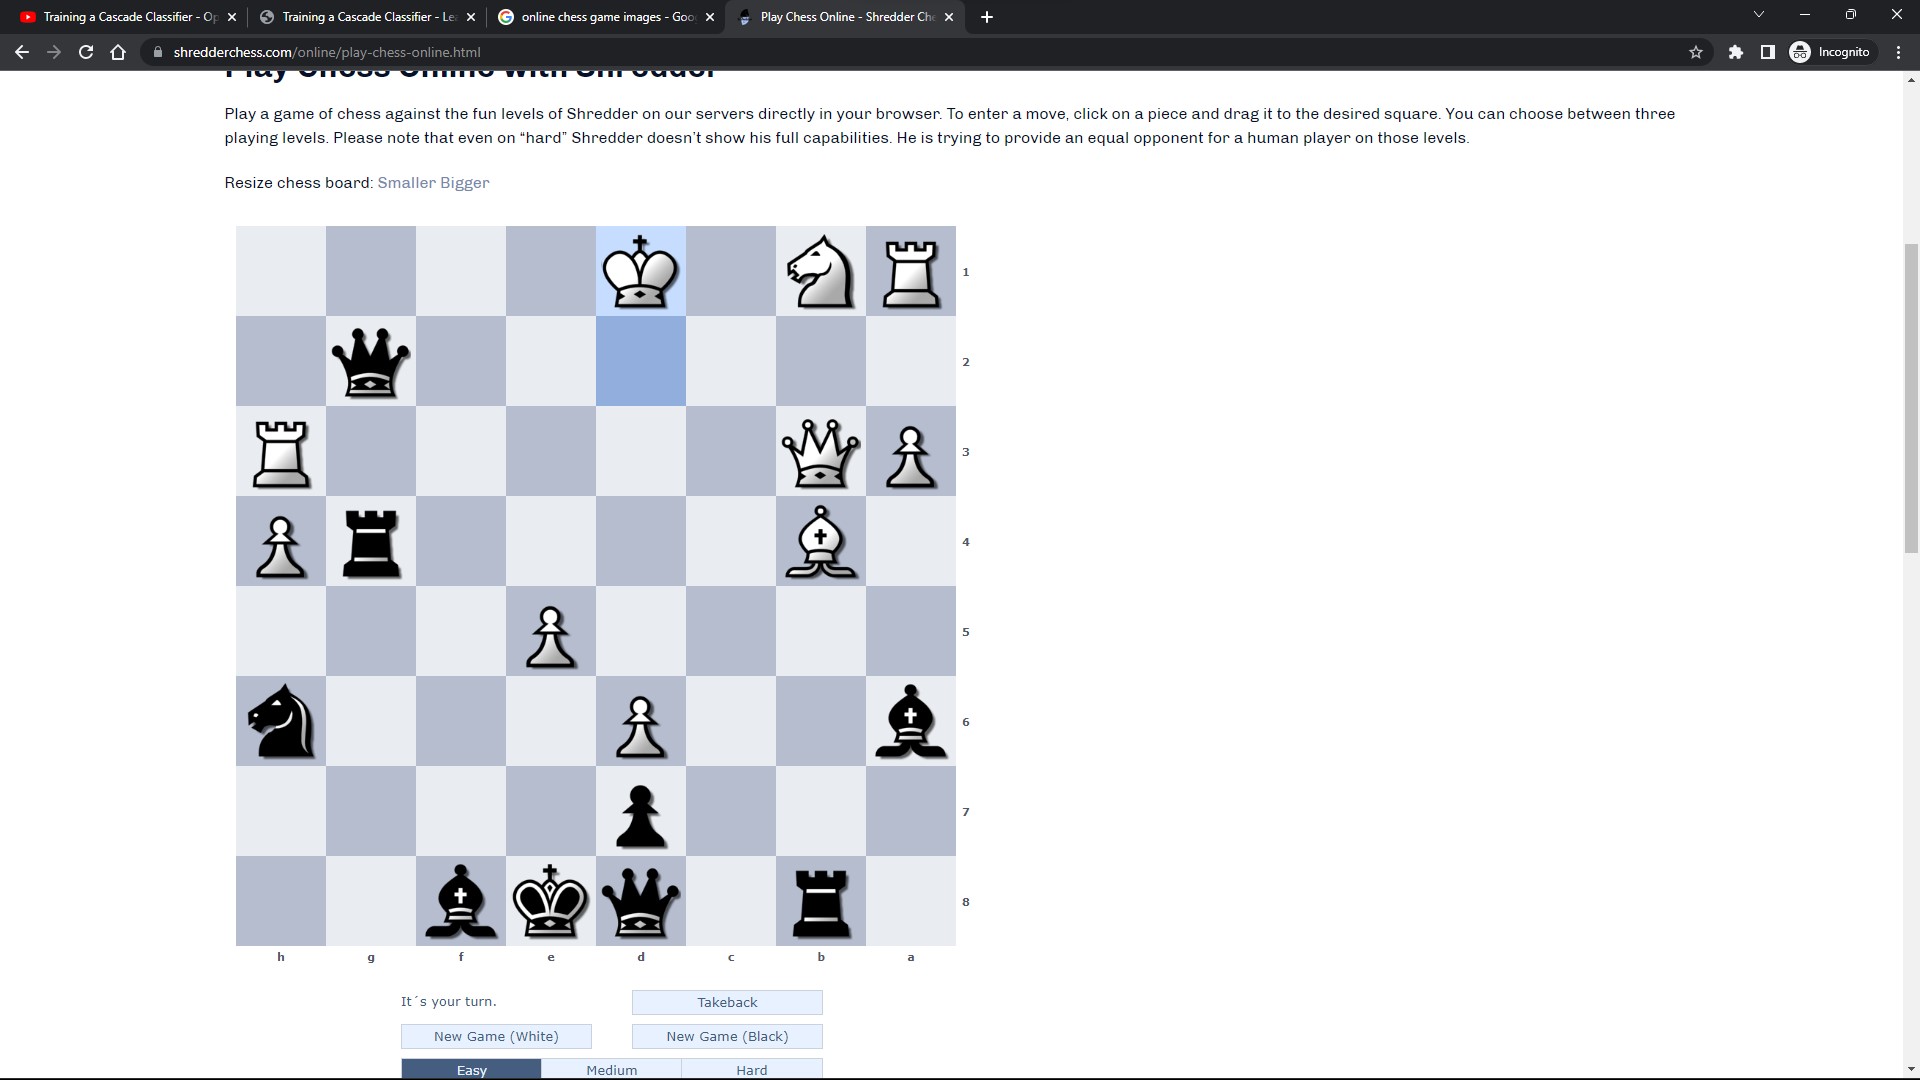 Training a Cascade Classifier - Op
Training a Cascade Classifier - Le
online chess game images - Goo
Play Chess Online - Shredder Che
shredderchess.com/online/play-chess-online.html
Incognito
Play Chess Online with Shredder
Play a game of chess against the fun levels of Shredder on our servers directly in your browser. To enter a move, click on a piece and drag it to the desired square. You can choose between three
playing levels. Please note that even on “hard” Shredder doesn’t show his full capabilities. He is trying to provide an equal opponent for a human player on those levels.
Resize chess board: Smaller Bigger
1
2
3
4
5
6
7
8
h g f e d c b a
It´s your turn.
Takeback
New Game (White)
New Game (Black)
Easy
Medium
Hard